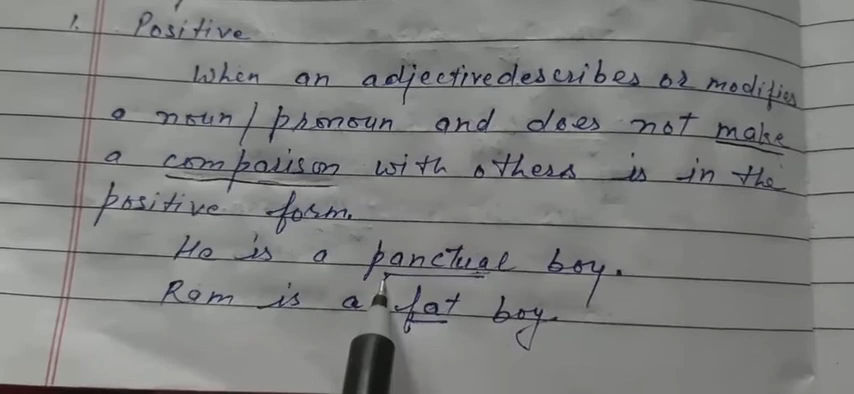 1. Positive
When an adjective describes or modifies
a noun/pronoun and does not make
a comparison with others is in the
positive form.
He is a panctual boy.
Ram is a fat boy.